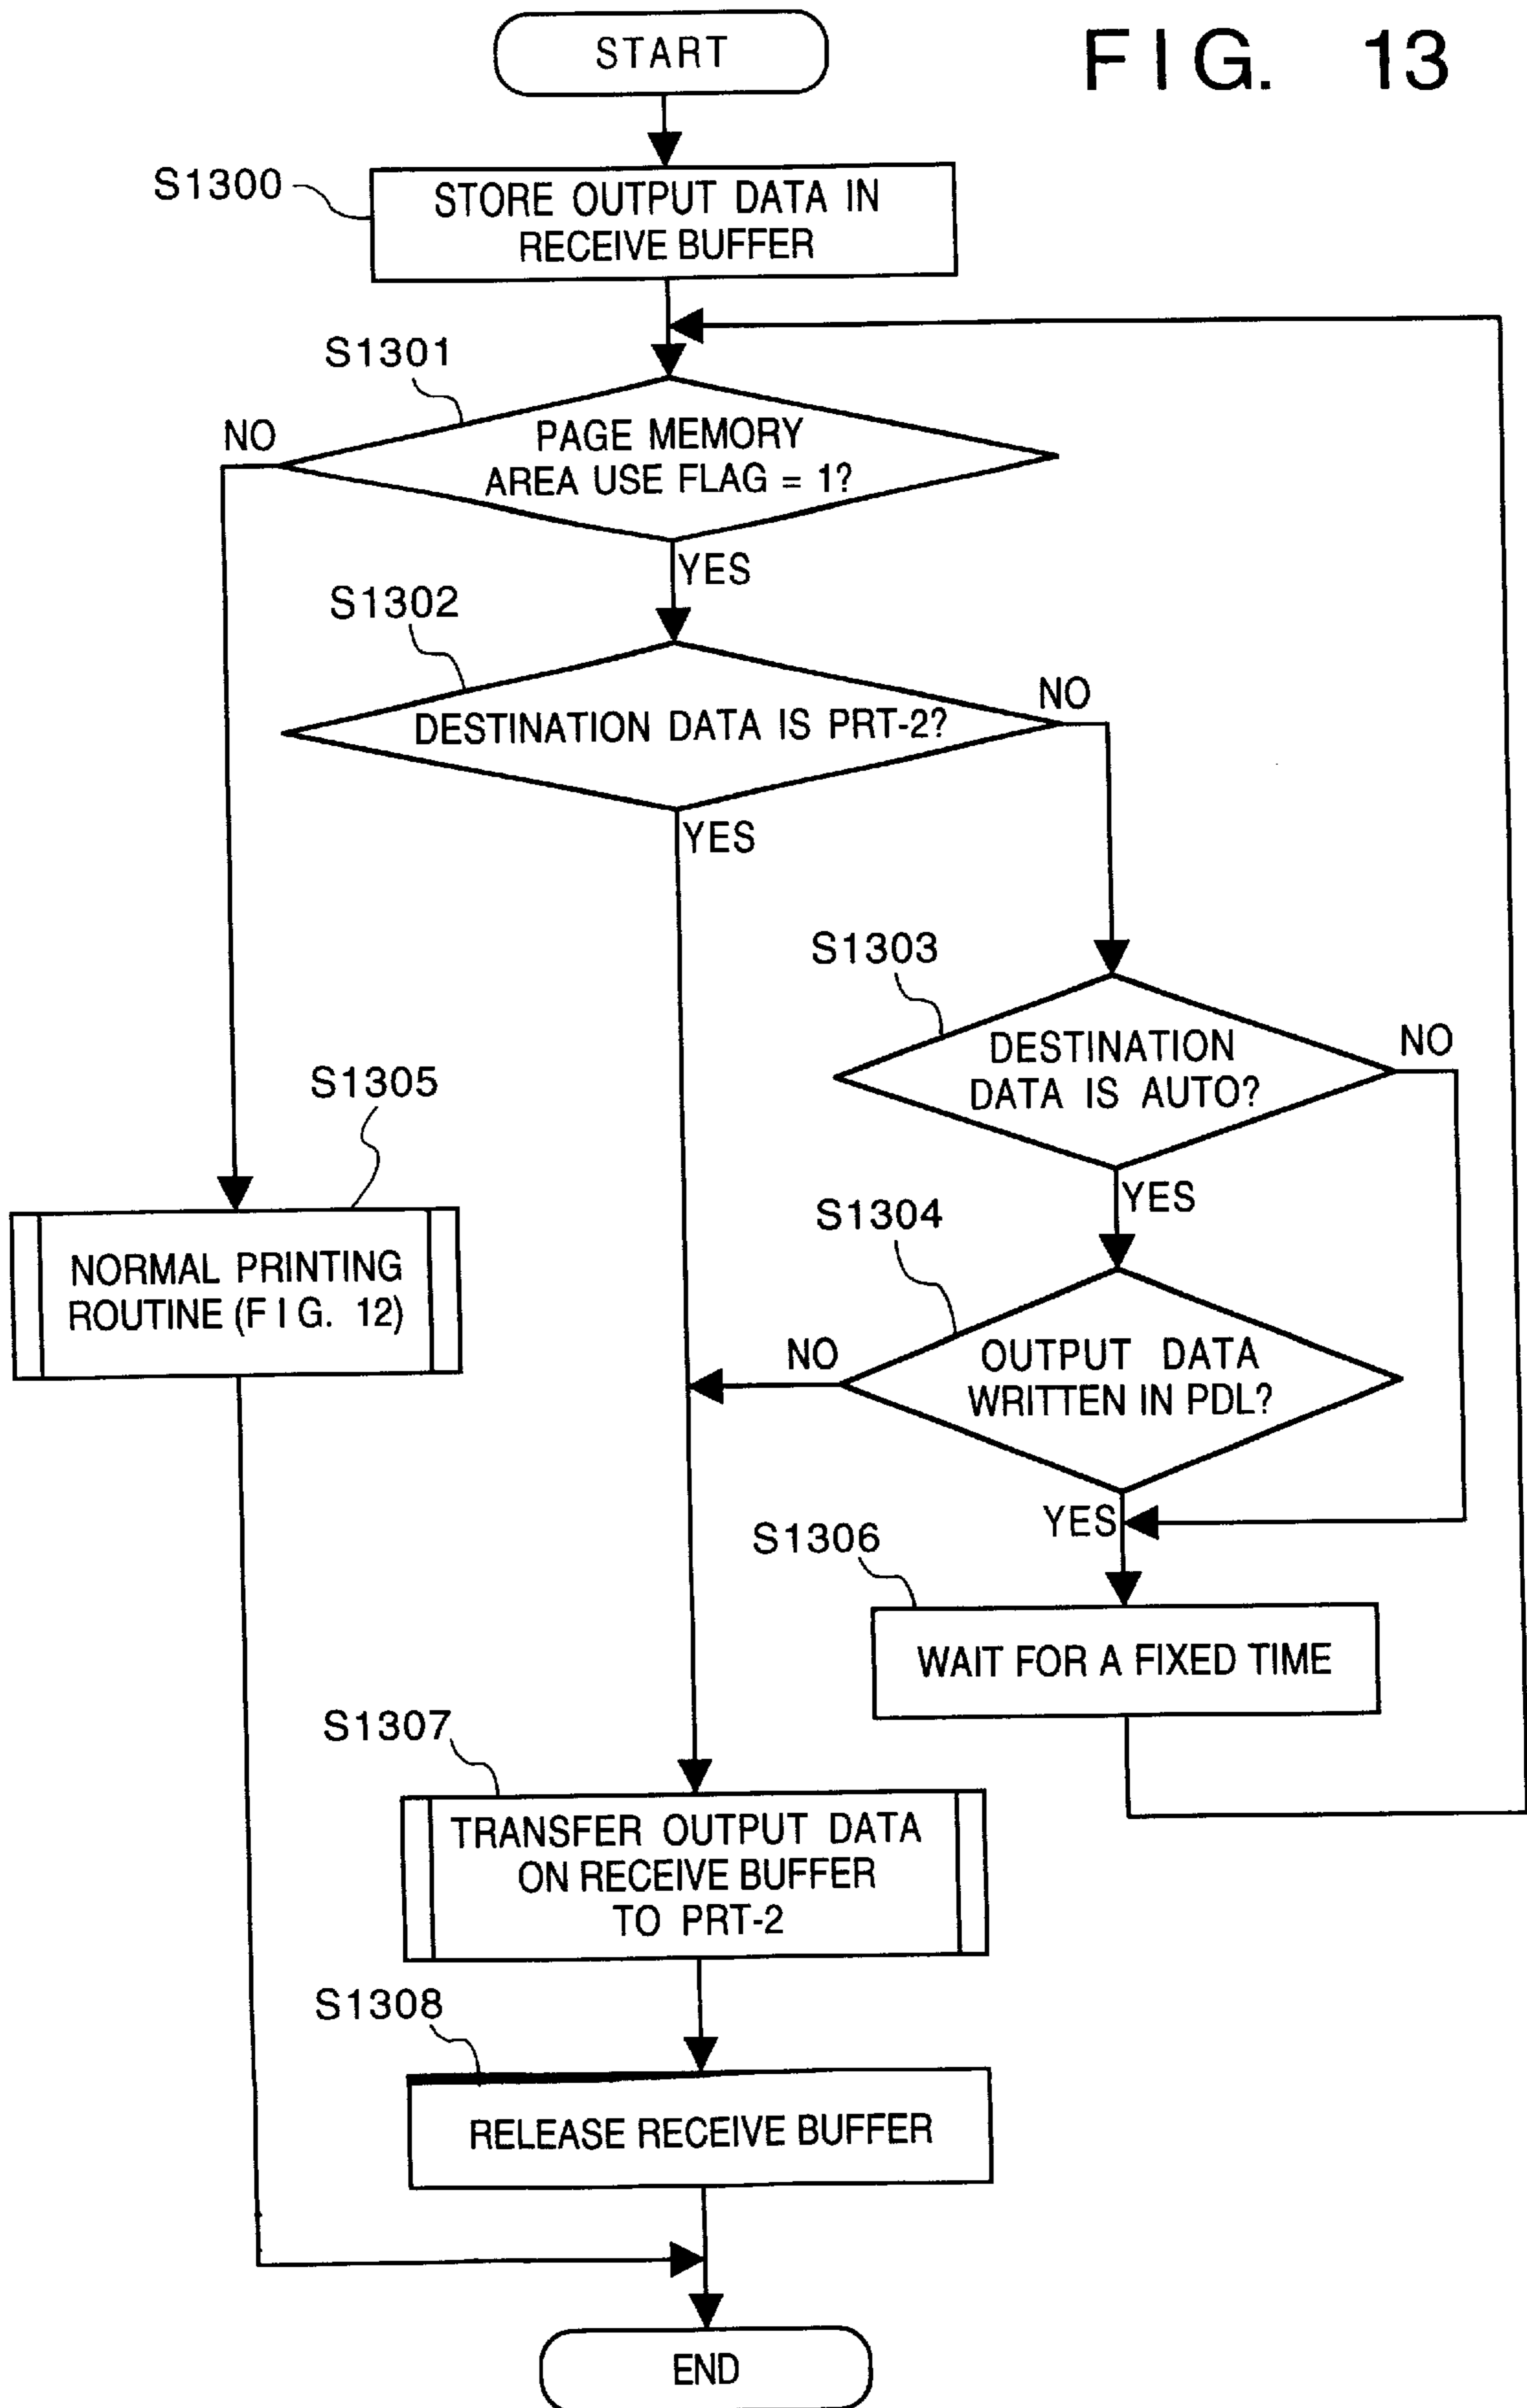 FIG. 13
START
S1300
STORE OUTPUT DATA IN
RECEIVE BUFFER
S1301
NO
PAGE MEMORY
AREA USE FLAG = 1?
YES
S1302
NO
DESTINATION DATA IS PRT-2?
YES
S1303
NO
DESTINATION
DATA IS AUTO?
YES
S1305
NORMAL PRINTING
ROUTINE (FIG. 12)
S1304
NO
OUTPUT DATA
WRITTEN IN PDL?
YES
S1306
WAIT FOR A FIXED TIME
S1307
TRANSFER OUTPUT DATA
ON RECEIVE BUFFER
TO PRT-2
S1308
RELEASE RECEIVE BUFFER
END